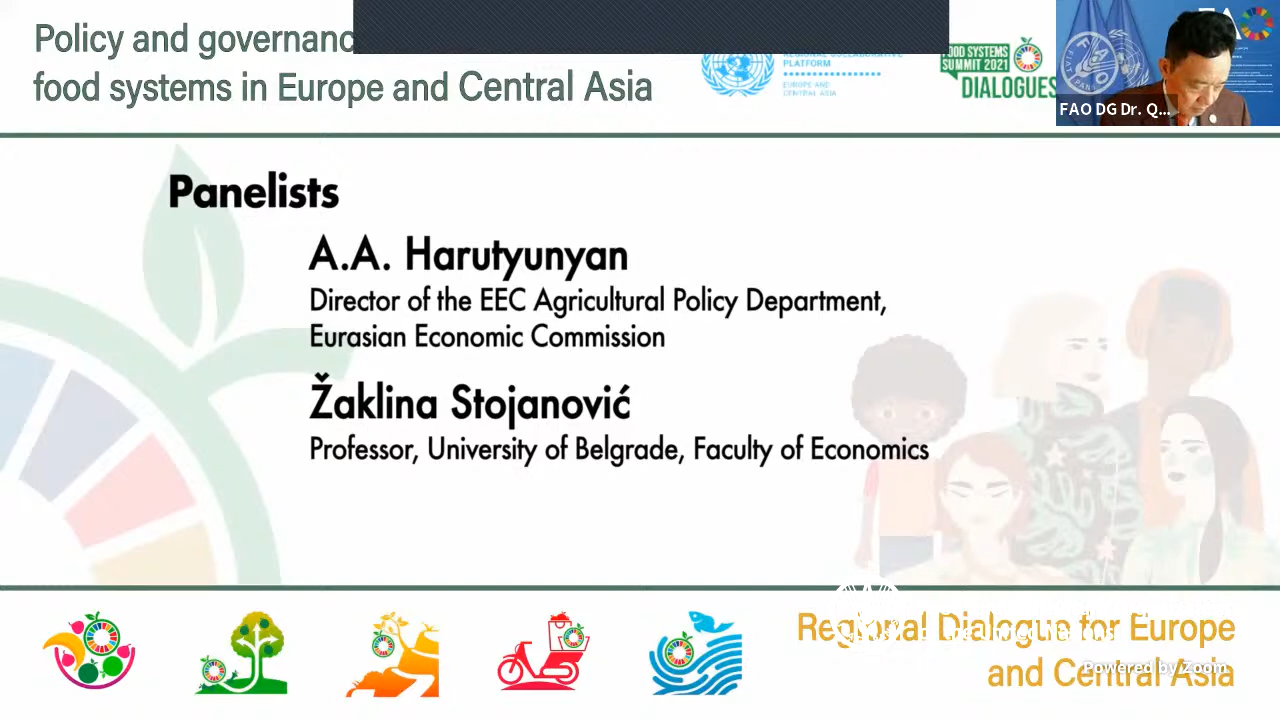 Policy and governanc
food systems in Europe and Central Asia
REGIONAL COLLABORATIVE
PLATFORM
EUROPE AND
CENTRAL ASIA
FOOD SYSTEMS
SUMMIT 2021
DIALOGUES
FAO DG Dr. Q...
Panelists
A.A. Harutyunyan
Director of the EEC Agricultural Policy Department,
Eurasian Economic Commission
Žaklina Stojanović
Professor, University of Belgrade, Faculty of Economics
Regional Dialogue for Europe
and Central Asia
Powered by Zoom